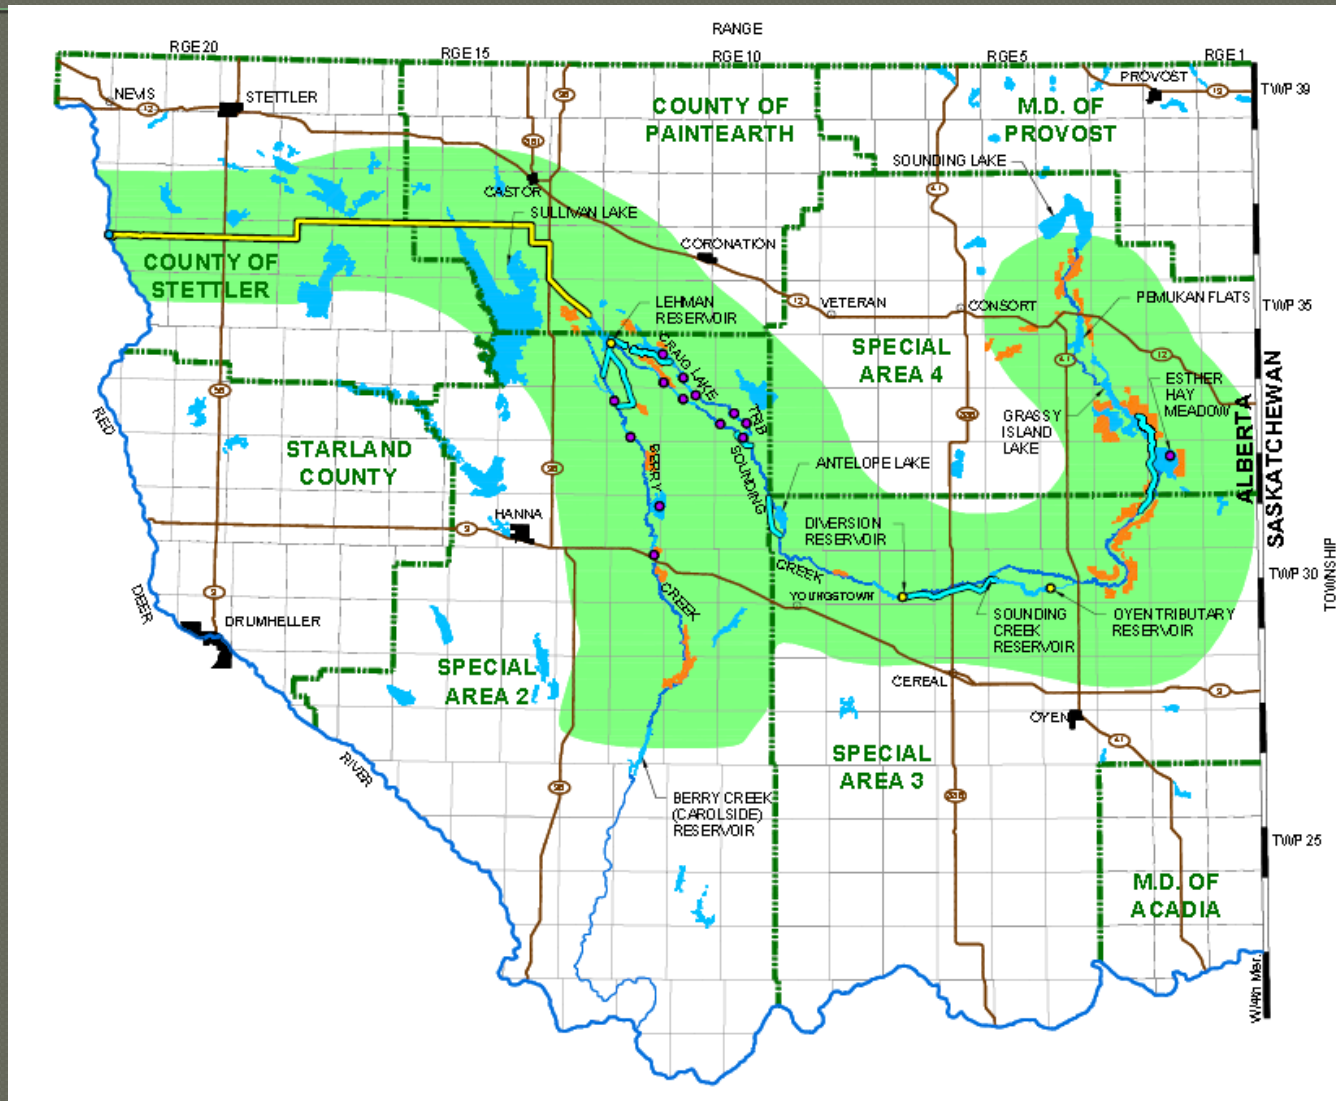 RANGE
RGE 20
RGE 15
RGE 10
RGE 5
RGE 1
TWP 39
NEVIS
12
STETTLER
36
COUNTY OF
PAINTEARTH
M.D. OF
PROVOST
PROVOST
12
SOUNDING LAKE
41
CASTOR
SULLIVAN LAKE
CORONATION
COUNTY OF
STETTLER
LEHMAN
RESERVOIR
12
VETERAN
CONSORT
PEMUKAN FLATS
TWP 35
CRAIG LAKE
TRIB
SPECIAL
AREA 4
41
12
ESTHER
HAY
MEADOW
GRASSY
ISLAND
LAKE
ALBERTA
SASKATCHEWAN
RED
STARLAND
COUNTY
BERRY
SOUNDING
ANTELOPE LAKE
HANNA
9
DIVERSION
RESERVOIR
CREEK
CREEK
YOUNGSTOWN
TWP 30
TOWNSHIP
SOUNDING
CREEK
RESERVOIR
OYEN TRIBUTARY
RESERVOIR
DEER
9
DRUMHELLER
SPECIAL
AREA 2
CEREAL
9
OYEN
41
RIVER
SPECIAL
AREA 3
36
BERRY CREEK
(CAROLSIDE)
RESERVOIR
TWP 25
M.D. OF
ACADIA
W/4th Mer.